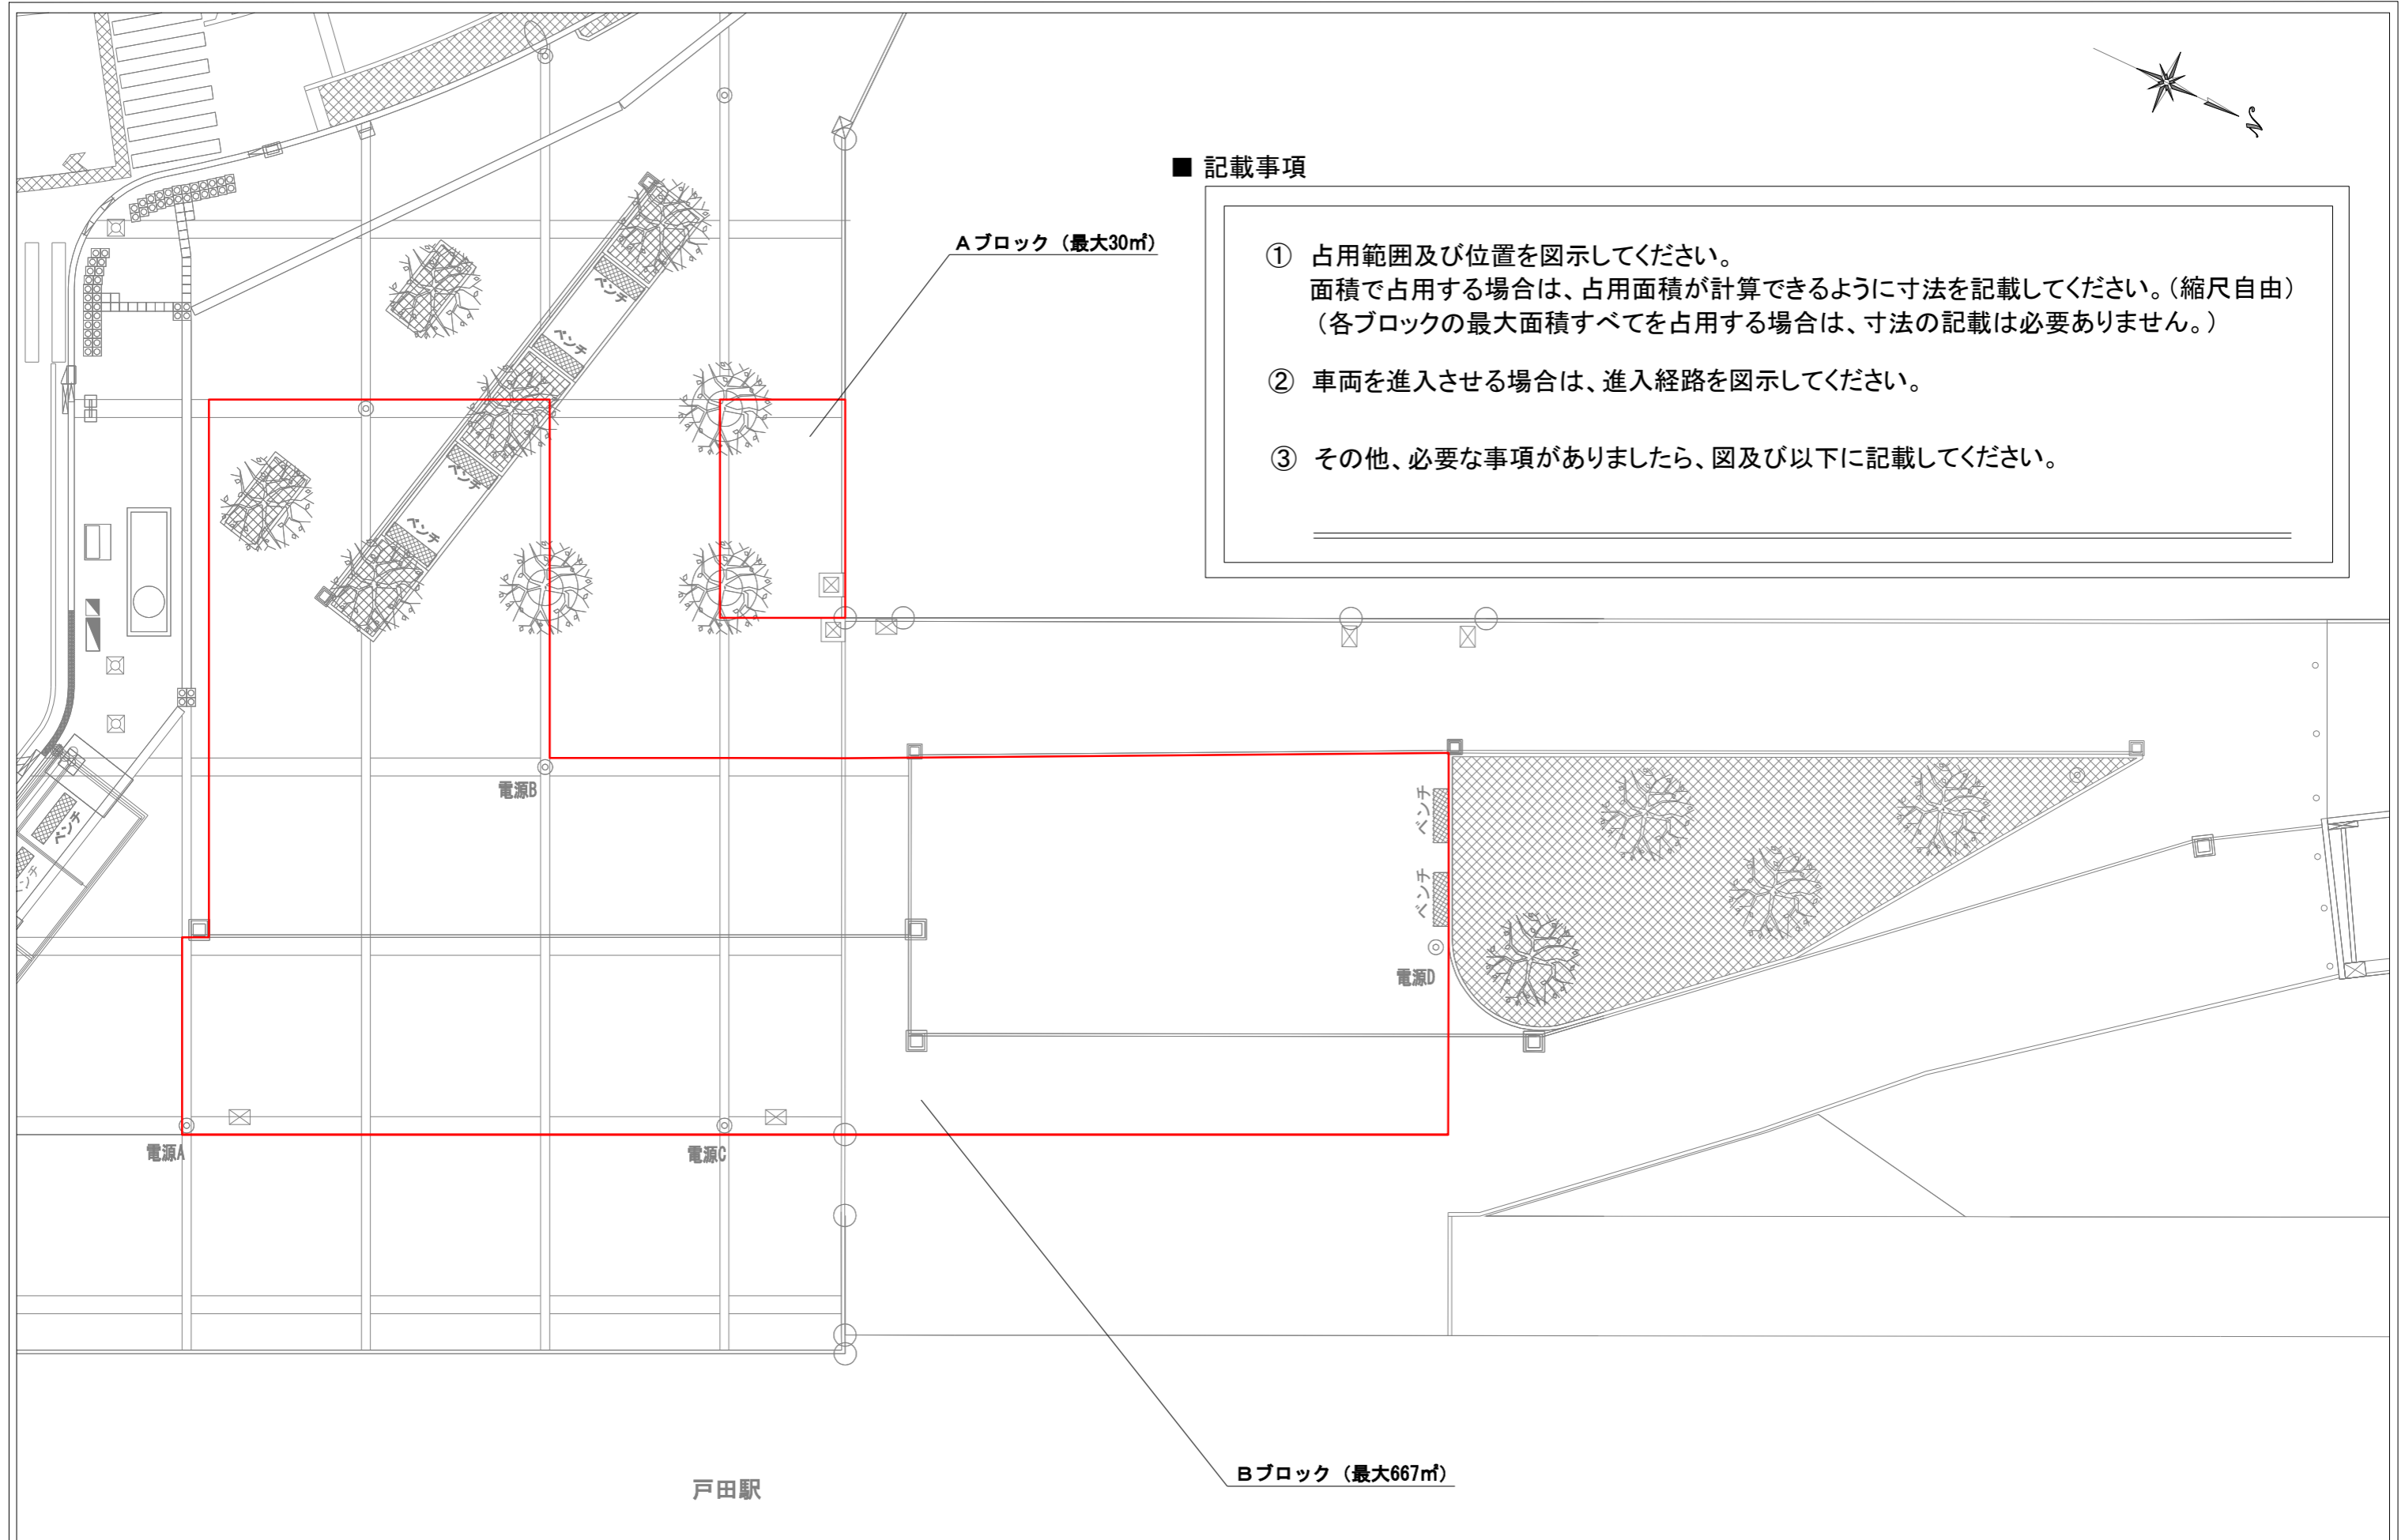 ■ 記載事項
① 占用範囲及び位置を図示してください。
面積で占用する場合は、占用面積が計算できるように寸法を記載してください。（縮尺自由）
（各ブロックの最大面積すべてを占用する場合は、寸法の記載は必要ありません。）
② 車両を進入させる場合は、進入経路を図示してください。
③ その他、必要な事項がありましたら、図及び以下に記載してください。
N
Aブロック（最大30㎡）
ベンチ
ベンチ
ベンチ
ベンチ
電源B
ベンチ
ベンチ
ベンチ
ベンチ
電源D
電源A
電源C
Bブロック（最大667㎡）
戸田駅